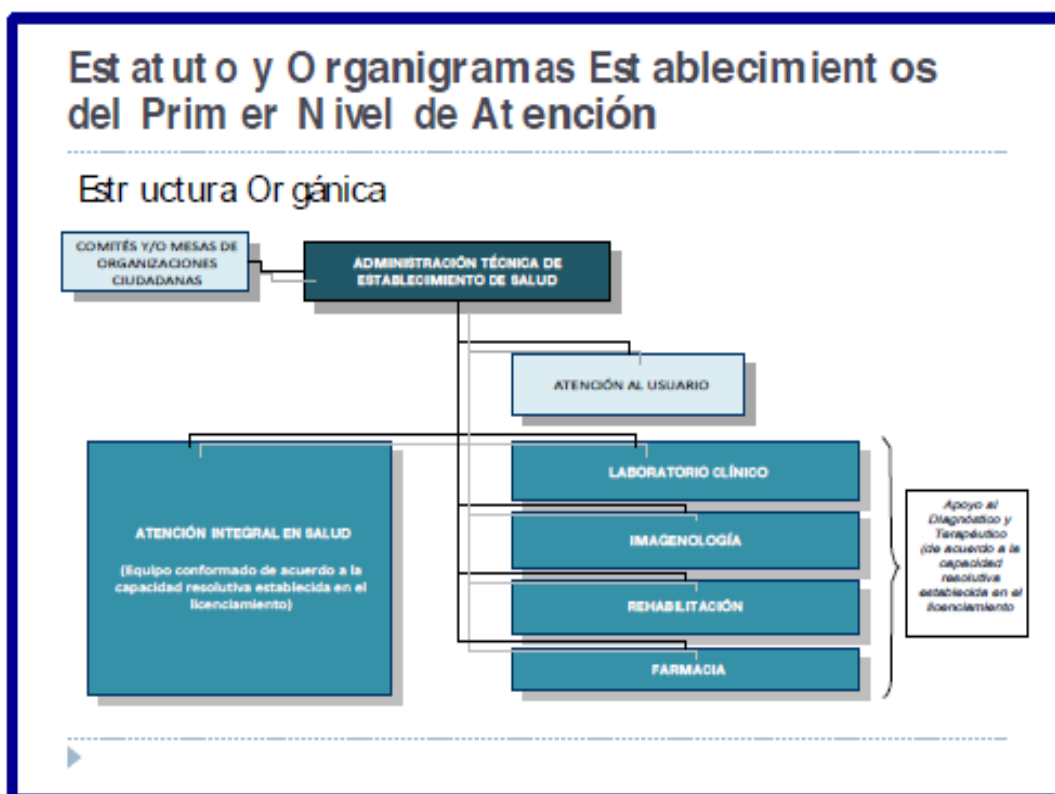 Estatuto y Organigramas Establecimientos
del Primer Nivel de Atención
Estructura Orgánica
COMITÉS Y/O MESAS DE
ORGANIZACIONES
CIUDADANAS
ADMINISTRACIÓN TÉCNICA DE
ESTABLECIMIENTO DE SALUD
ATENCIÓN AL USUARIO
ATENCIÓN INTEGRAL EN SALUD
(Equipo conformado de acuerdo a la
capacidad resolutiva establecida en el
licenciamiento)
LABORATORIO CLÍNICO
IMAGENOLOGÍA
REHABILITACIÓN
FARMACIA
Apoyo al
Diagnóstico y
Terapéutico
(de acuerdo a la
capacidad
resolutiva
establecida en el
licenciamiento